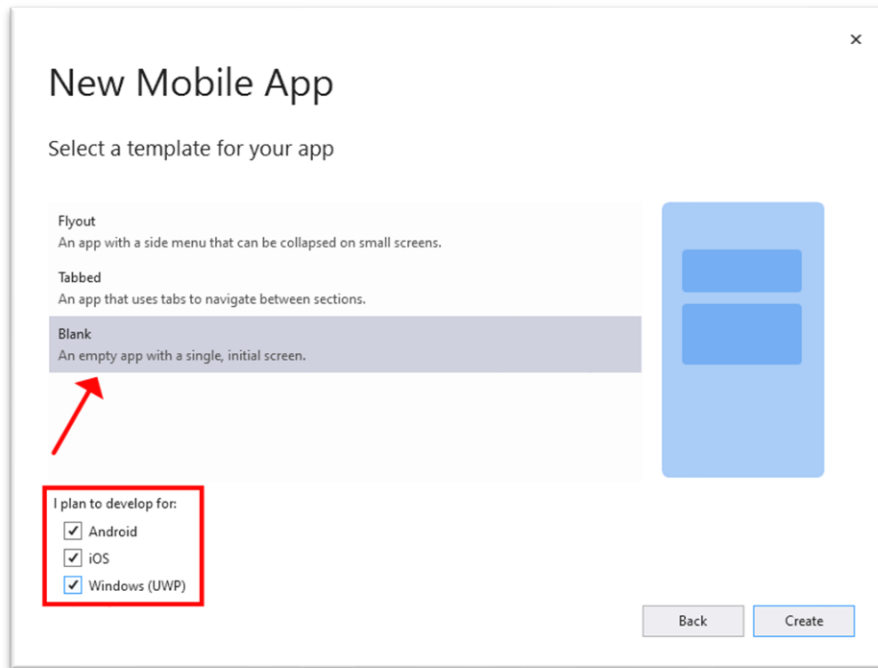 New Mobile App
Select a template for your app
Flyout
An app with a side menu that can be collapsed on small screens.
Tabbed
An app that uses tabs to navigate between sections.
Blank
An empty app with a single, initial screen.
I plan to develop for:
Android
iOS
Windows (UWP)
Back
Create